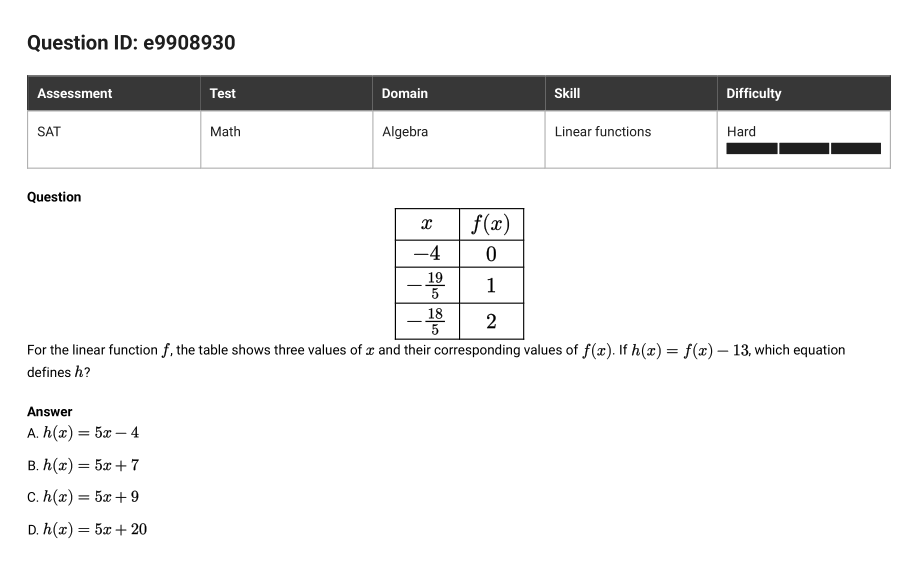 Question ID: e9908930
Assessment Test Domain Skill Difficulty
SAT Math Algebra Linear functions Hard
Question
x f(x)
−4 0
−19/5 1
−18/5 2
For the linear function f, the table shows three values of x and their corresponding values of f(x). If h(x) = f(x) − 13, which equation
defines h?
Answer
A. h(x) = 5x − 4
B. h(x) = 5x + 7
C. h(x) = 5x + 9
D. h(x) = 5x + 20